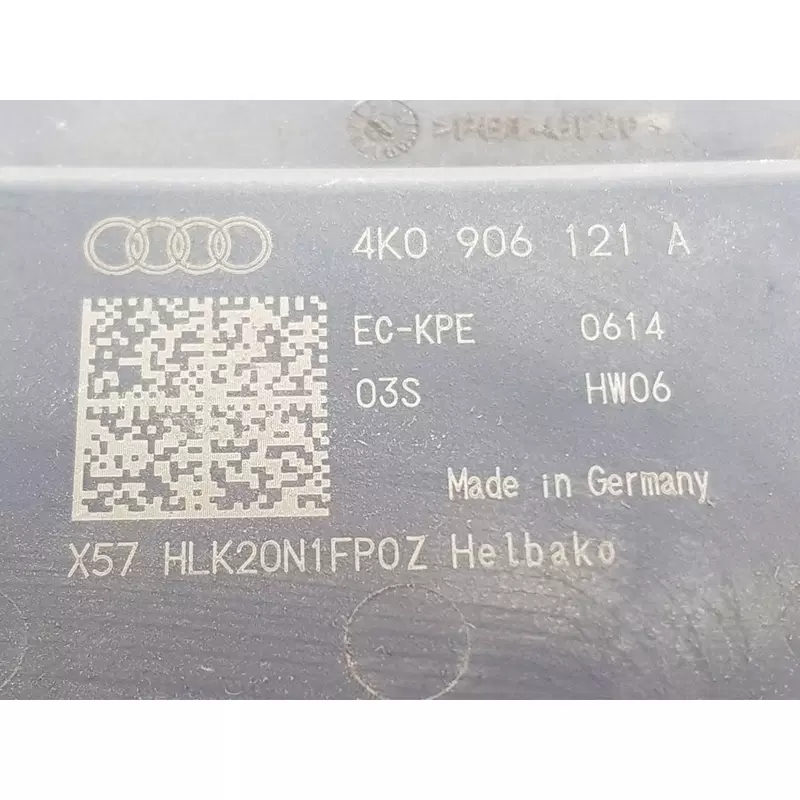 4K0 906 121 A
EC-KPE 0614
03S HW06
Made in Germany
X57 HLK20N1FP0Z Helbako